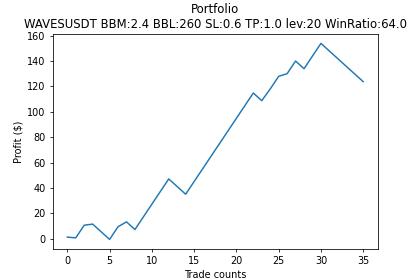 Portfolio
WAVESUSDT BBM:2.4 BBL:260 SL:0.6 TP:1.0 lev:20 WinRatio:64.0
Profit ($)
160
140
120
100
80
60
40
20
0
0 5 10 15 20 25 30 35
Trade counts